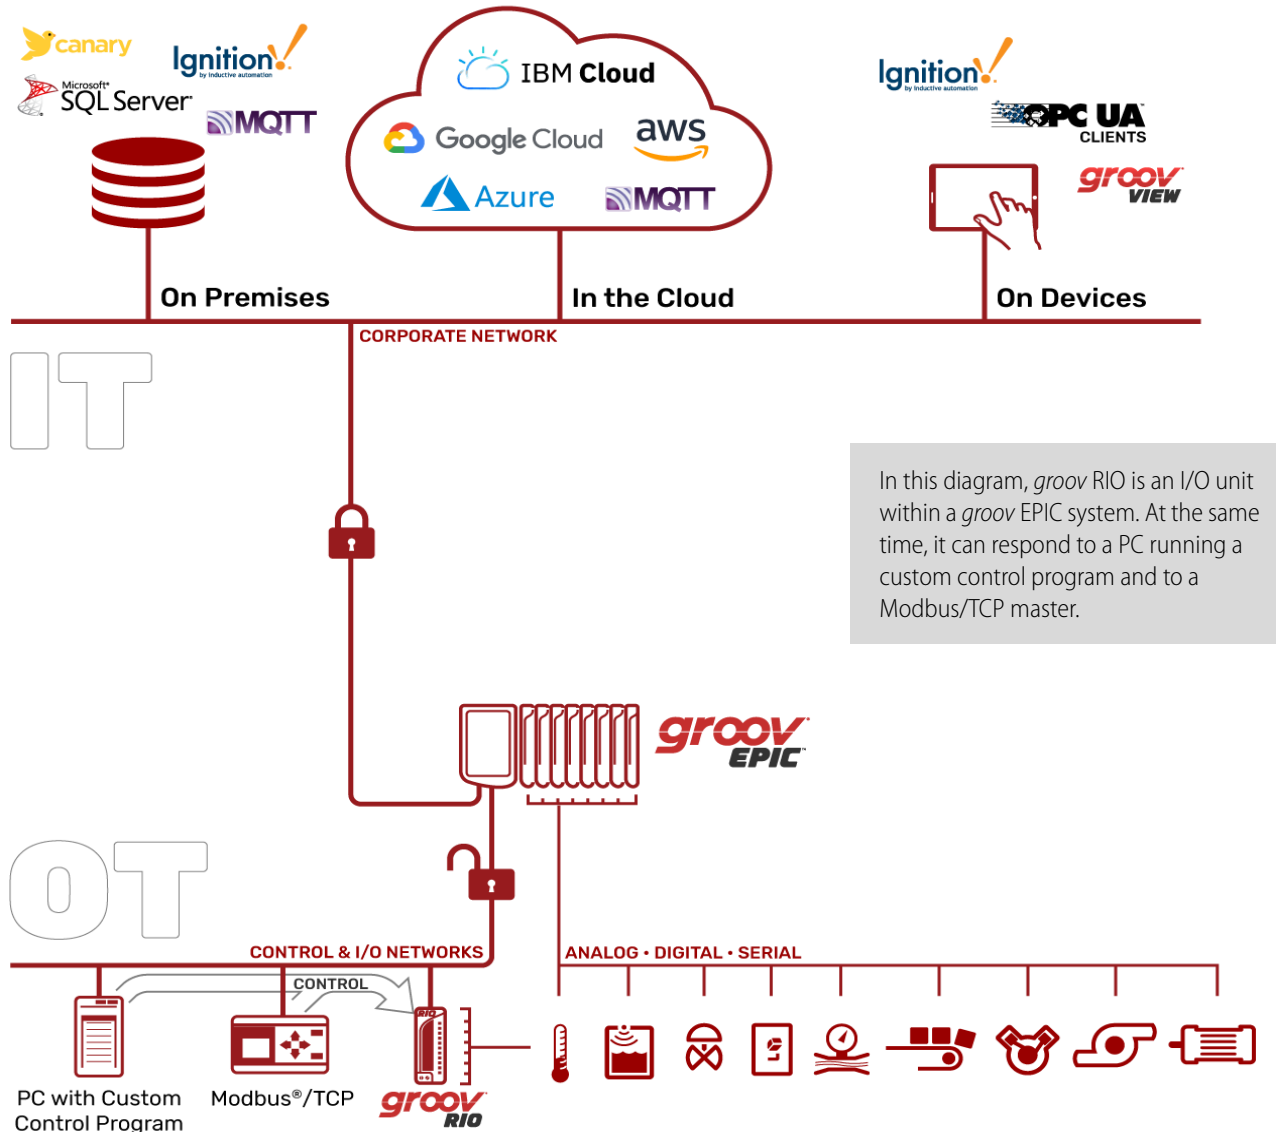 canary
Ignition!
by inductive automation
Microsoft®
SQL Server®
MQTT
IBM Cloud
Google Cloud
aws
Azure
MQTT
Ignition!
by inductive automation
OPC UA™
CLIENTS
groov
VIEW
On Premises
In the Cloud
On Devices
CORPORATE NETWORK
IT
In this diagram, groov RIO is an I/O unit
within a groov EPIC system. At the same
time, it can respond to a PC running a
custom control program and to a
Modbus/TCP master.
groov
EPIC™
OT
CONTROL & I/O NETWORKS
ANALOG • DIGITAL • SERIAL
CONTROL
RIO
PC with Custom
Control Program
Modbus®/TCP
groov
RIO